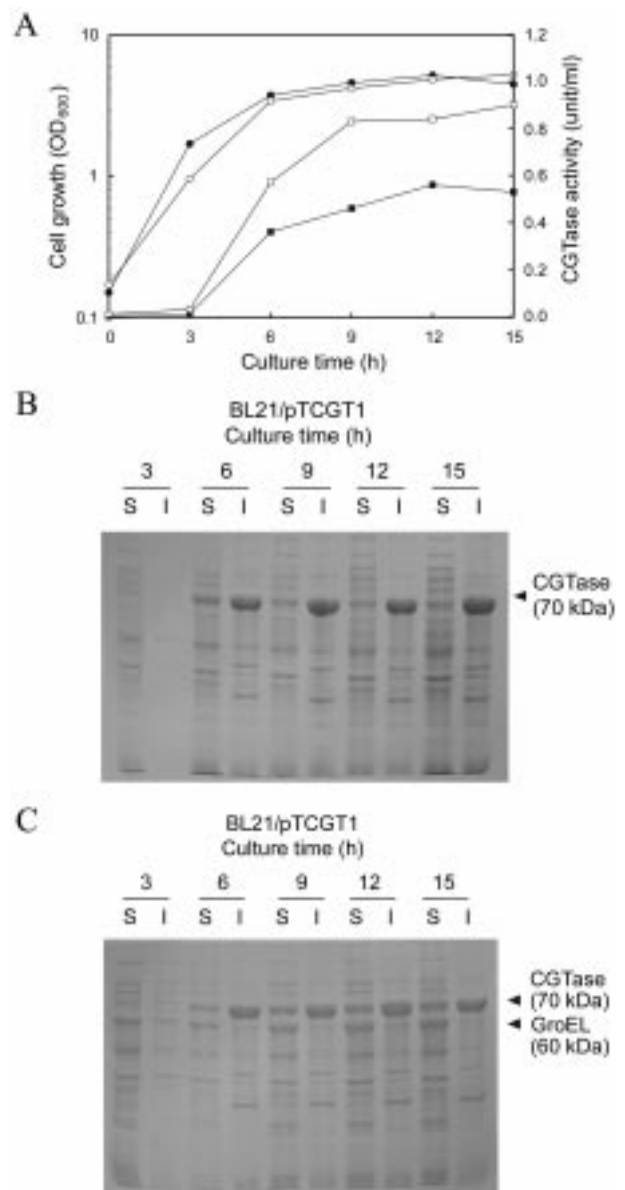 A
10
1
0.1
Cell growth (OD600)
1.2
1.0
0.8
0.6
0.4
0.2
0.0
CGTase activity (unit/ml)
0 3 6 9 12 15
Culture time (h)
B
BL21/pTCGT1
Culture time (h)
3 6 9 12 15
S I S I S I S I S I
CGTase
(70 kDa)
C
BL21/pTCGT1
Culture time (h)
3 6 9 12 15
S I S I S I S I S I
CGTase
(70 kDa)
GroEL
(60 kDa)